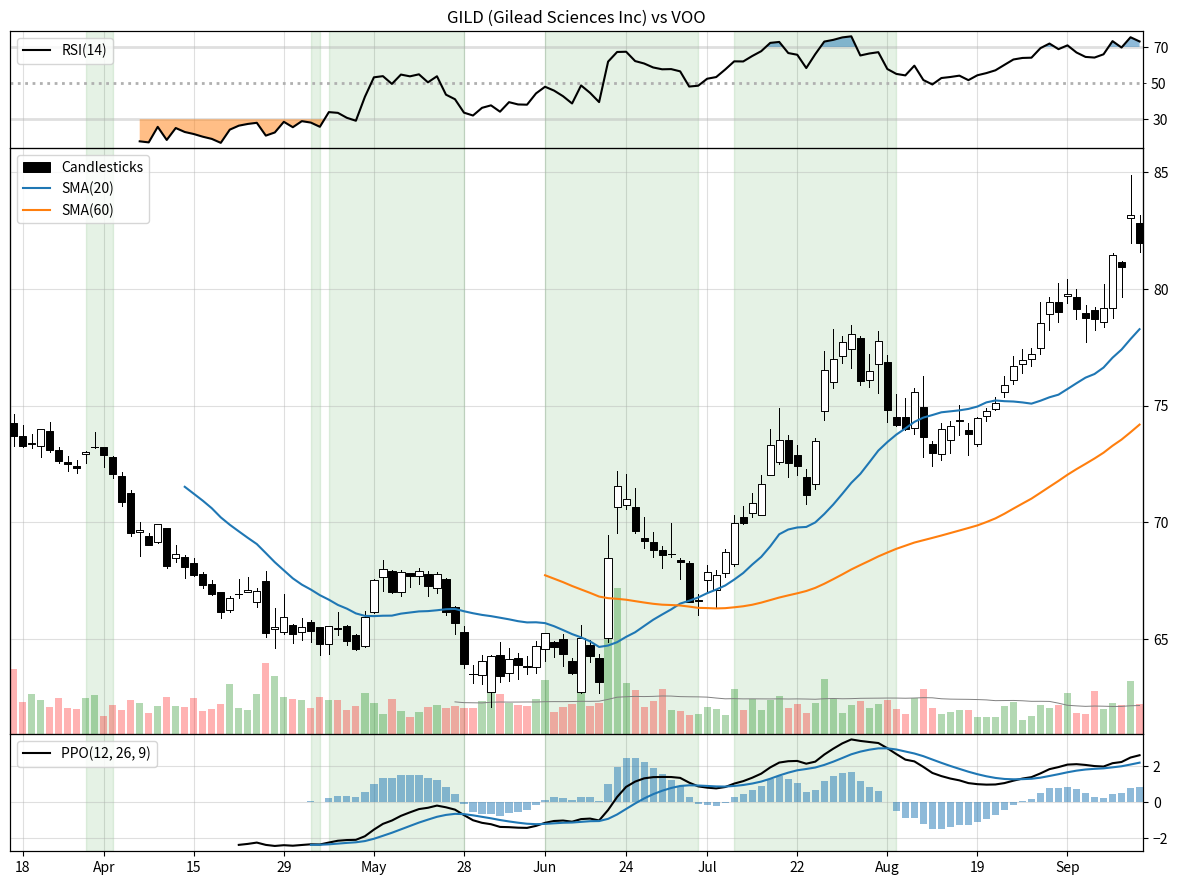 GILD (Gilead Sciences Inc) vs VOO
RSI(14)
70
50
30
Candlesticks
SMA(20)
SMA(60)
85
80
75
70
65
PPO(12, 26, 9)
2
0
−2
18 Apr 15 29 May 28 Jun 24 Jul 22 Aug 19 Sep